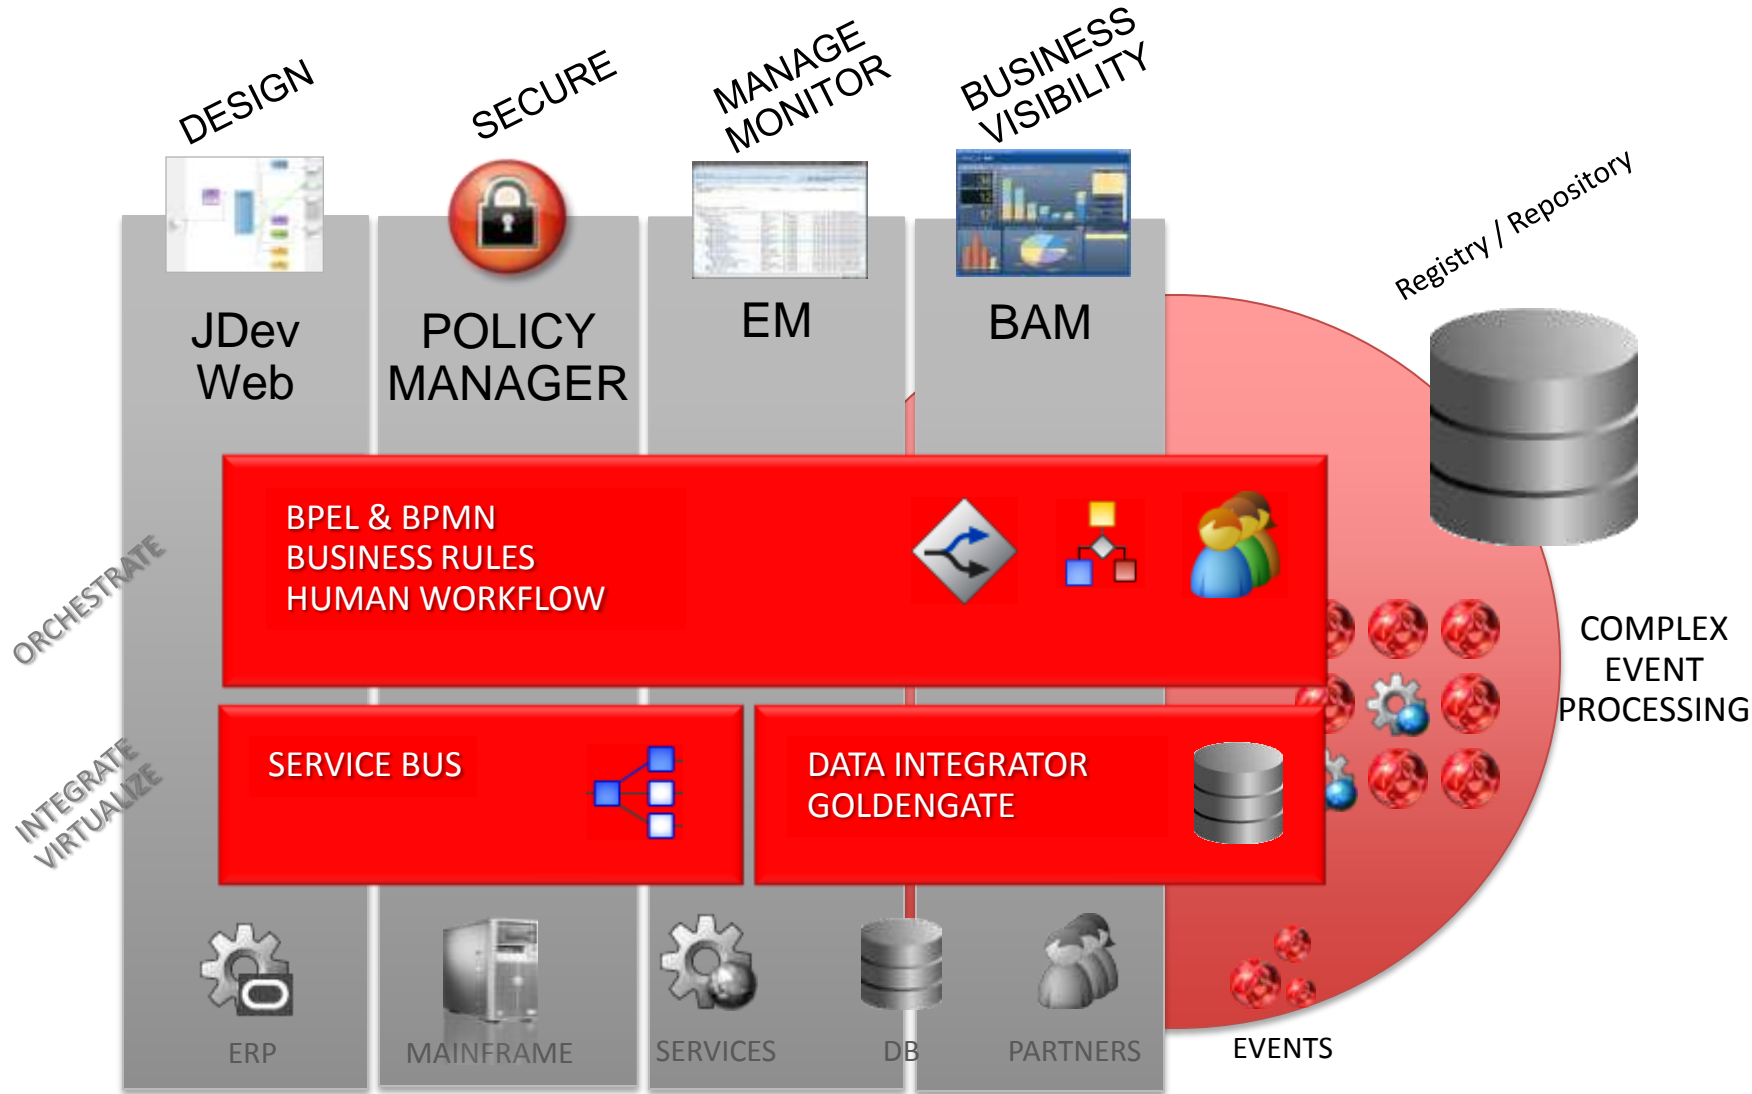 DESIGN
SECURE
MANAGE
MONITOR
BUSINESS
VISIBILITY
Registry / Repository
JDev
Web
POLICY
MANAGER
EM
BAM
ORCHESTRATE
BPEL & BPMN
BUSINESS RULES
HUMAN WORKFLOW
COMPLEX
EVENT
PROCESSING
INTEGRATE
VIRTUALIZE
SERVICE BUS
DATA INTEGRATOR
GOLDENGATE
ERP
MAINFRAME
SERVICES
DB
PARTNERS
EVENTS